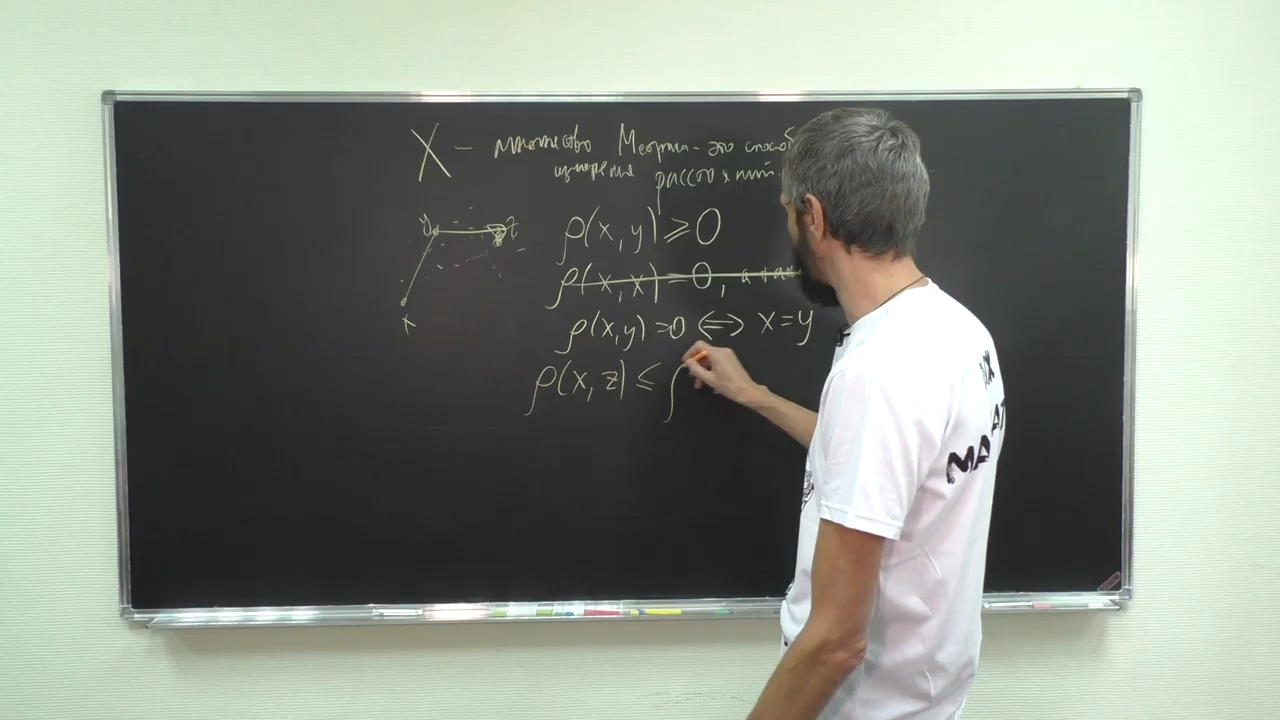 X – множество Метрика – это способ
измерения расстояний.
y z
x
ρ(x, y) ≥ 0
ρ(x, x) = 0,
ρ(x, y) = 0 ⟺ x = y
ρ(x, z) ≤ ρ